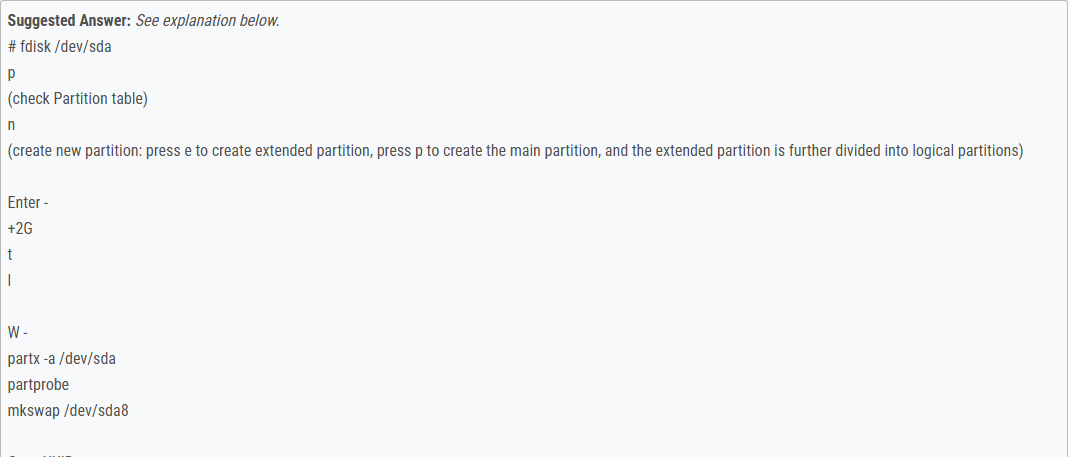 Suggested Answer: See explanation below.
# fdisk /dev/sda
p
(check Partition table)
n
(create new partition: press e to create extended partition, press p to create the main partition, and the extended partition is further divided into logical partitions)
Enter -
+2G
t
l
W -
partx -a /dev/sda
partprobe
mkswap /dev/sda8